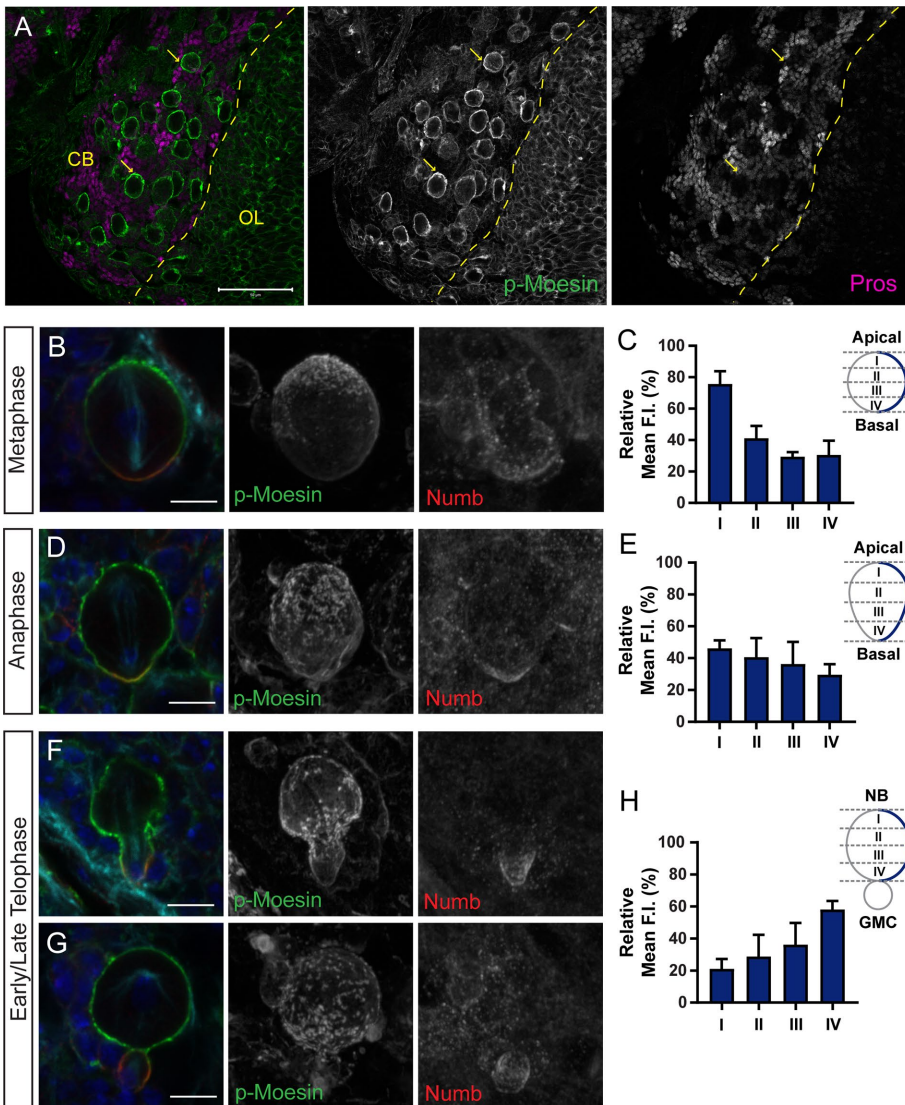 A
CB
OL
p-Moesin
Pros
Metaphase
B
p-Moesin
Numb
C
Relative
Mean F.I. (%)
100
80
60
40
20
0
I
II
III
IV
Apical
I
II
III
IV
Basal
Anaphase
D
p-Moesin
Numb
E
Relative
Mean F.I. (%)
100
80
60
40
20
0
I
II
III
IV
Apical
I
II
III
IV
Basal
Early/Late Telophase
F
p-Moesin
Numb
G
p-Moesin
Numb
H
Relative
Mean F.I. (%)
100
80
60
40
20
0
I
II
III
IV
NB
I
II
III
IV
GMC